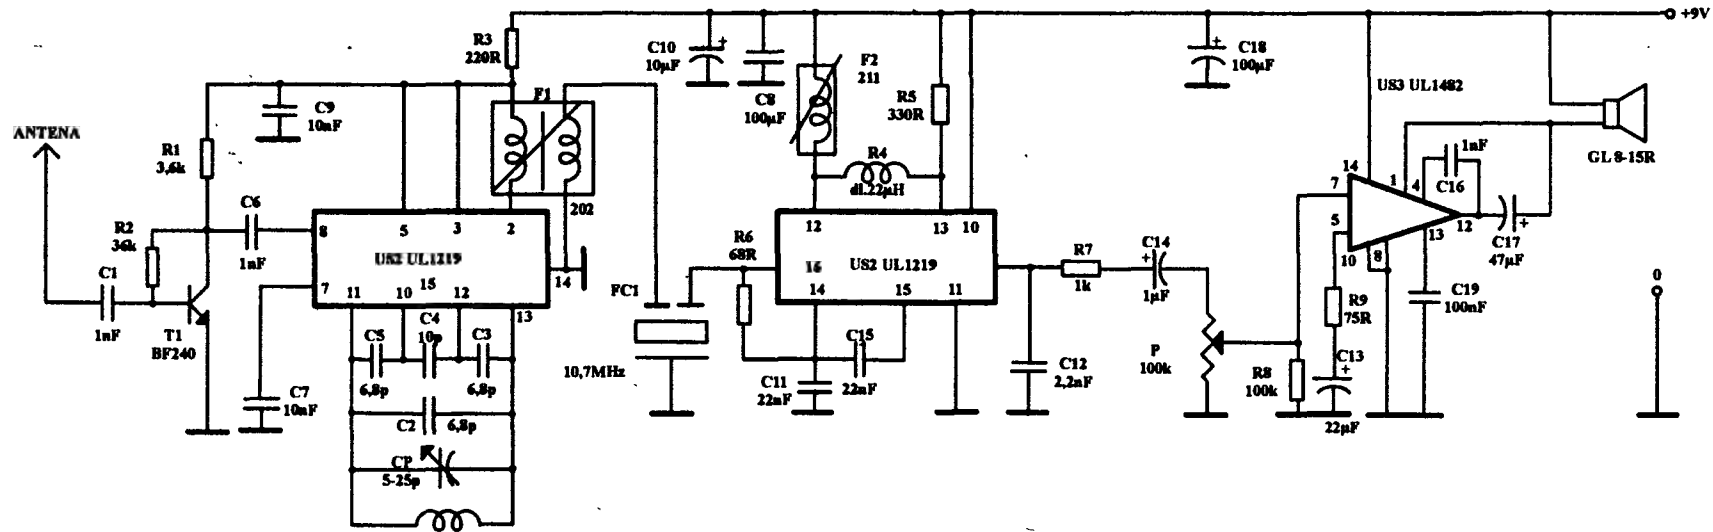 +9V
R3
220R
C10
10µF
+
C8
100µF
F2
211
R5
330R
+
C18
100µF
US3 UL1482
F1
C9
10nF
ANTENA
R1
3,6k
R4
dł.22µH
GL 8-15R
1nF
C16
14
7
1
4
5
10
8
13
12
C17
47µF
+
C6
1nF
R2
36k
C1
1nF
T1
BF240
202
8
5
3
2
US2 UL1219
7
11
10
15
12
13
14
12
13
10
US2 UL1219
16
14
15
11
R6
68R
FC1
10,7MHz
R7
1k
C14
+
1µF
R9
75R
C19
100nF
0
C5
6,8p
C4
10p
C3
6,8p
C7
10nF
C2
6,8p
CP
5-25p
C15
22nF
C11
22nF
C12
2,2nF
P
100k
R8
100k
C13
+
22µF